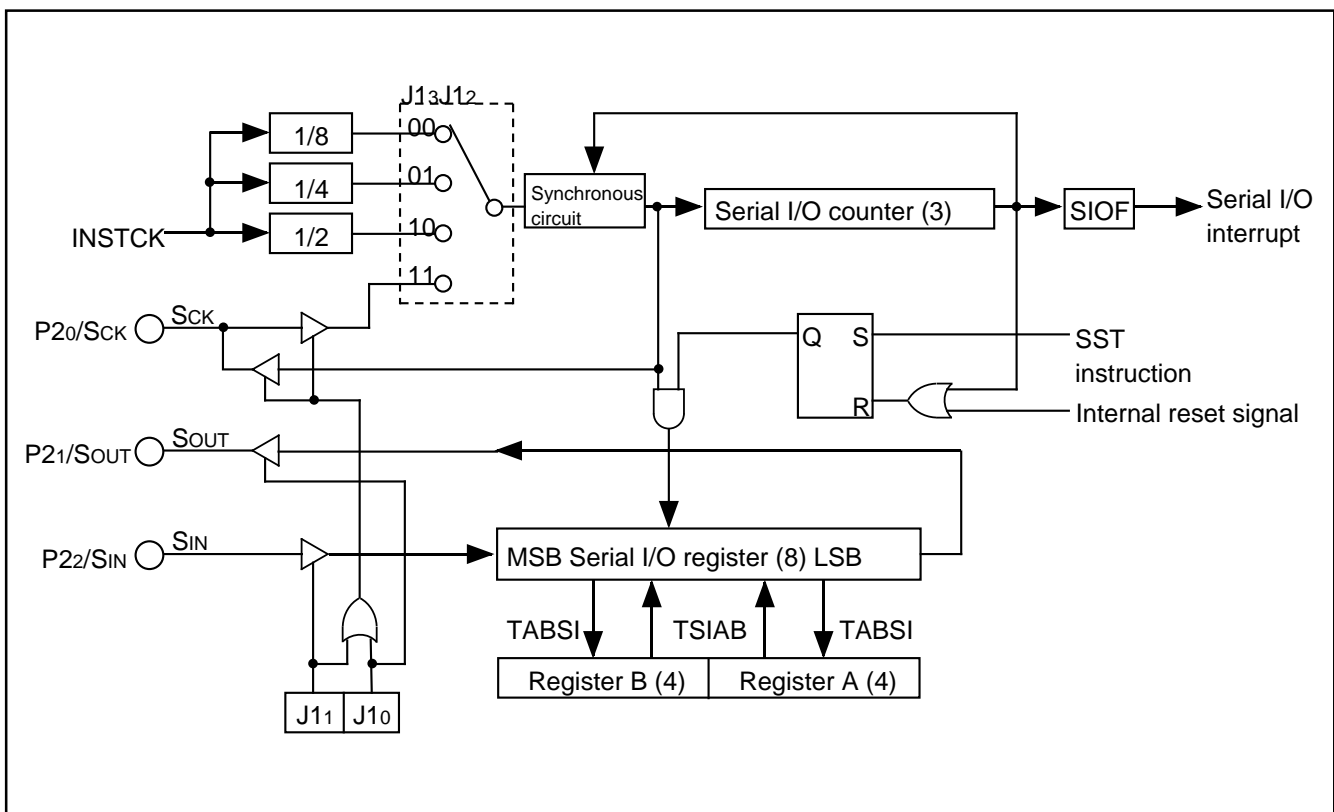 J13J12
00
1/8
01
1/4
10
1/2
11
INSTCK
Synchronous
circuit
Serial I/O counter (3)
SIOF
Serial I/O
interrupt
P20/SCK
SCK
Q
S
R
SST
instruction
Internal reset signal
P21/SOUT
SOUT
P22/SIN
SIN
MSB Serial I/O register (8) LSB
TABSI
TSIAB
TABSI
Register B (4)
Register A (4)
J11
J10